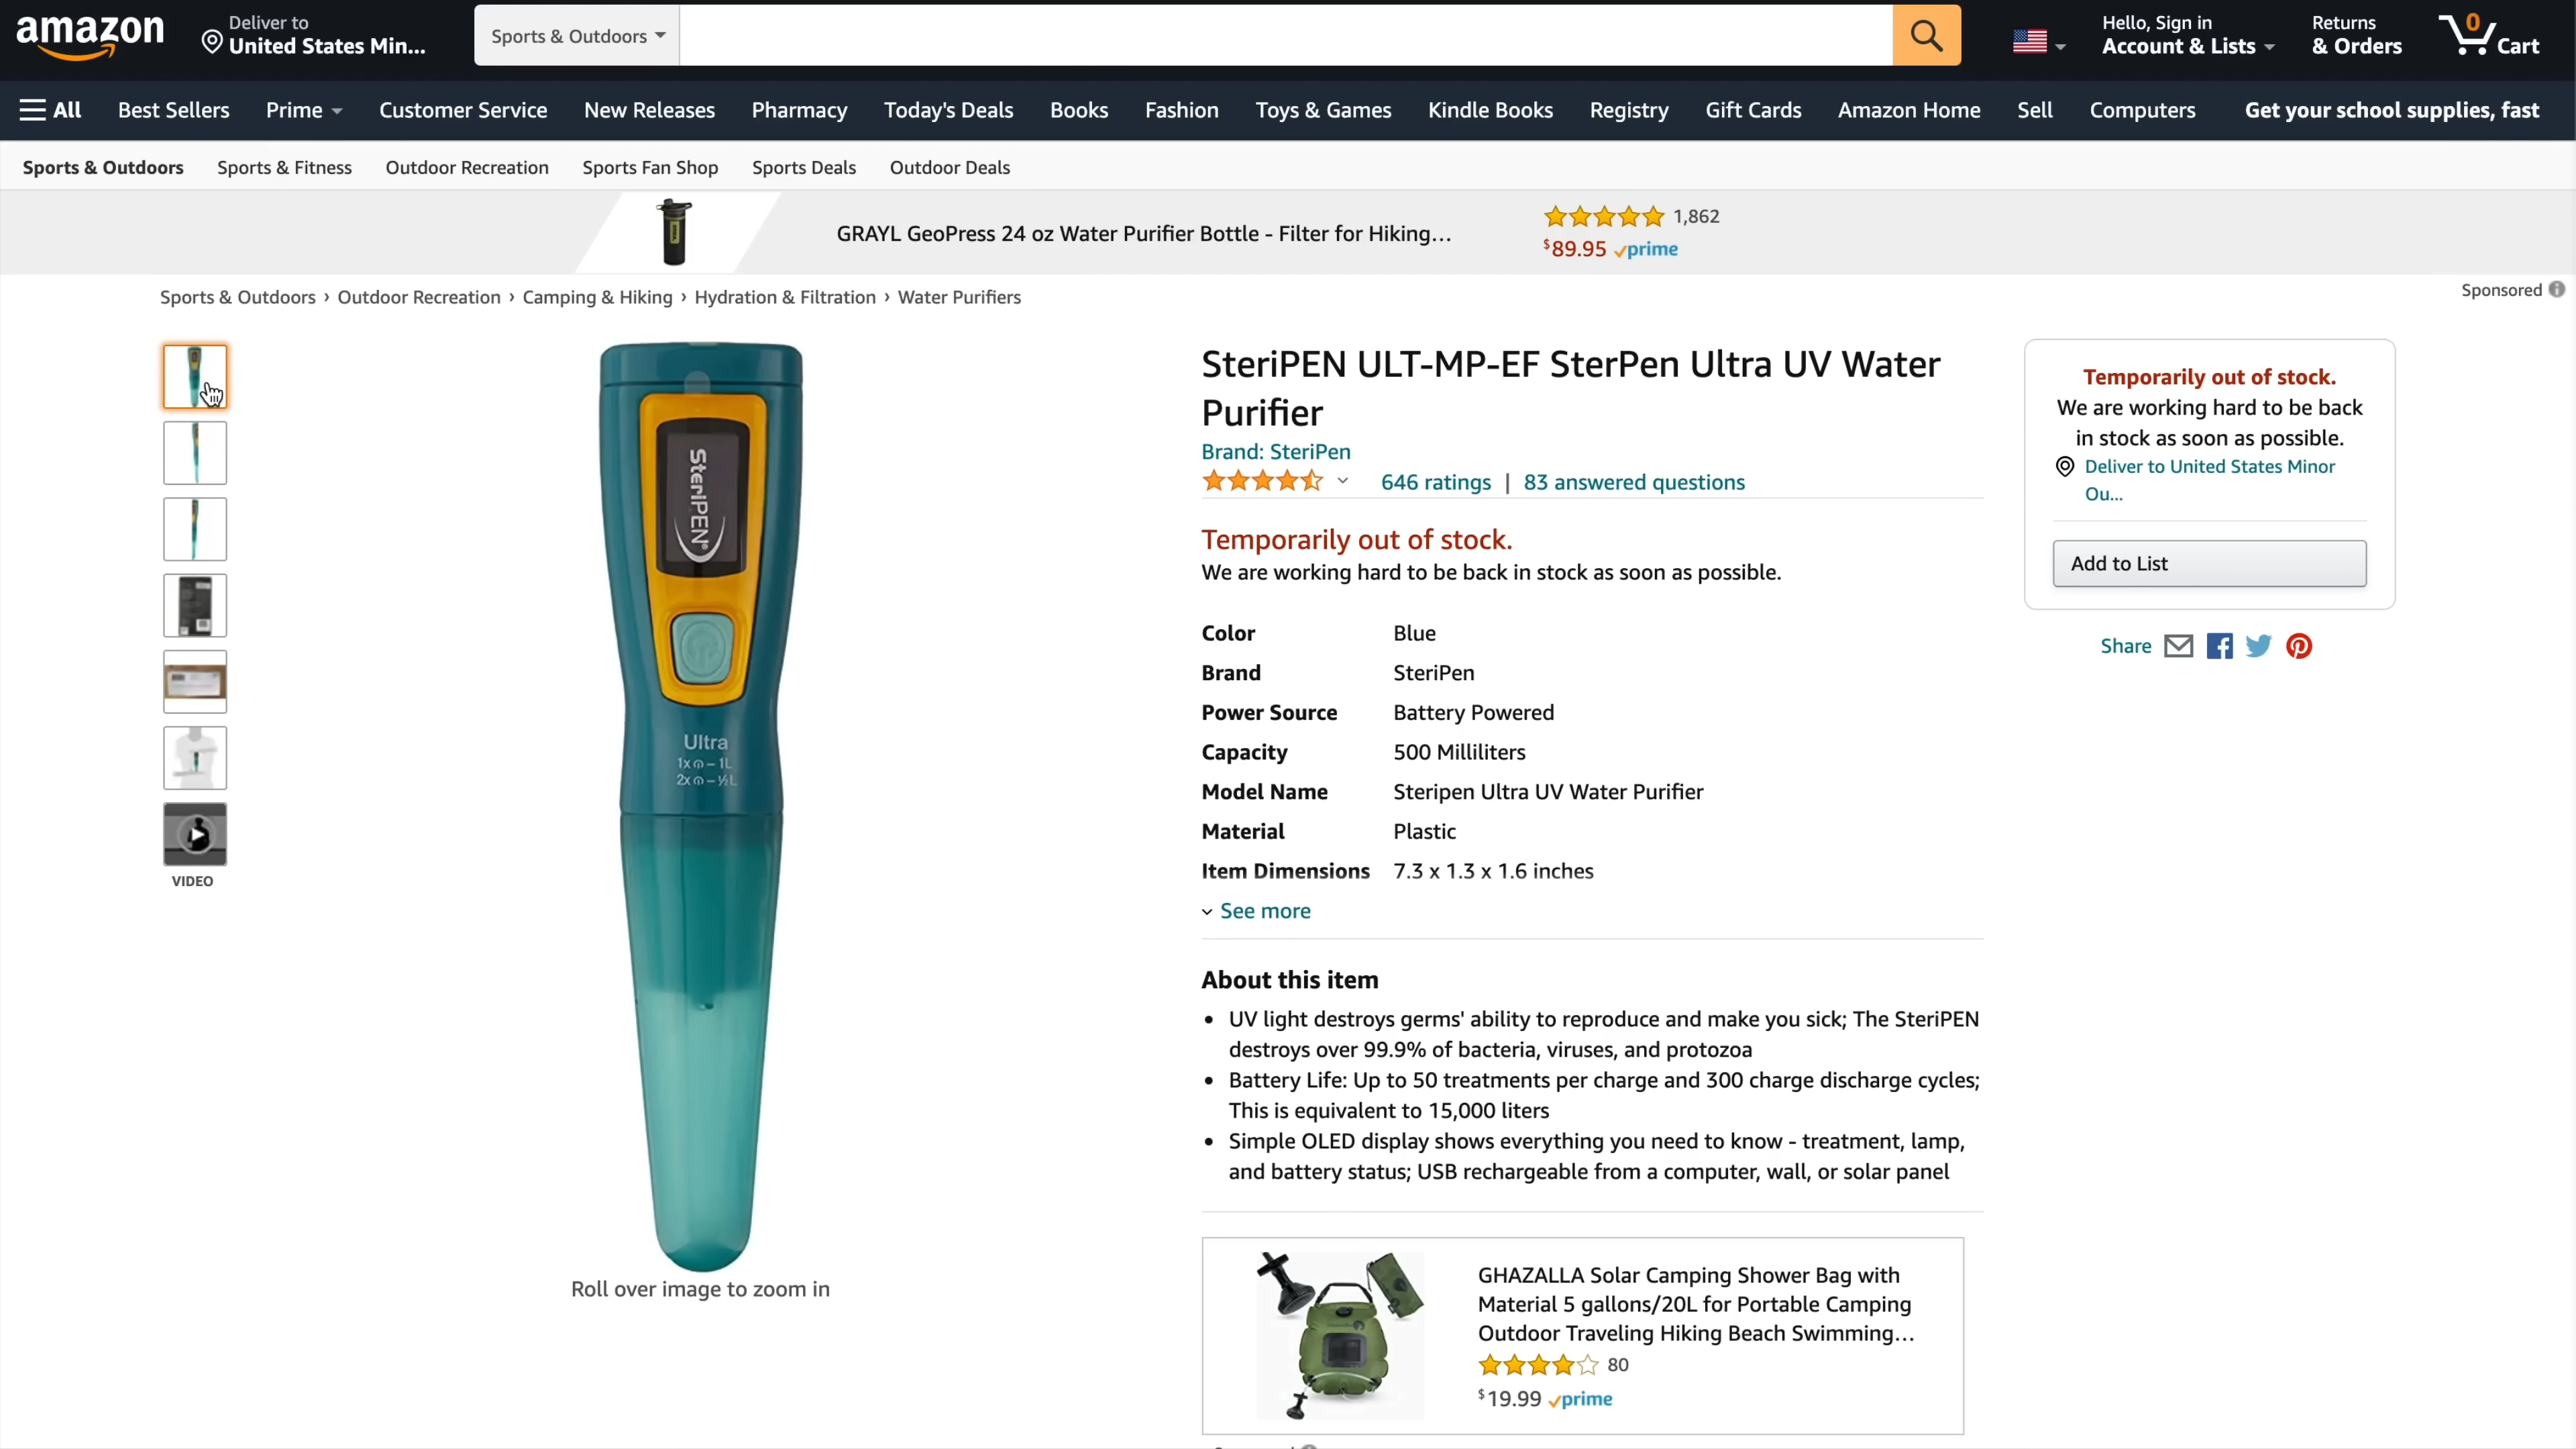 amazon
Deliver to
United States Min...
Sports & Outdoors
Hello, Sign in
Account & Lists
Returns
& Orders
0
Cart
All
Best Sellers
Prime
Customer Service
New Releases
Pharmacy
Today's Deals
Books
Fashion
Toys & Games
Kindle Books
Registry
Gift Cards
Amazon Home
Sell
Computers
Get your school supplies, fast
Sports & Outdoors
Sports & Fitness
Outdoor Recreation
Sports Fan Shop
Sports Deals
Outdoor Deals
GRAYL GeoPress 24 oz Water Purifier Bottle - Filter for Hiking...
1,862
$89.95 prime
Sponsored
Sports & Outdoors › Outdoor Recreation › Camping & Hiking › Hydration & Filtration › Water Purifiers
VIDEO
SteriPEN®
Ultra
1x – 1L
2x – ½L
Roll over image to zoom in
SteriPEN ULT-MP-EF SterPen Ultra UV Water
Purifier
Brand: SteriPen
646 ratings | 83 answered questions
Temporarily out of stock.
We are working hard to be back in stock as soon as possible.
Color Blue
Brand SteriPen
Power Source Battery Powered
Capacity 500 Milliliters
Model Name Steripen Ultra UV Water Purifier
Material Plastic
Item Dimensions 7.3 x 1.3 x 1.6 inches
See more
About this item
• UV light destroys germs' ability to reproduce and make you sick; The SteriPEN
destroys over 99.9% of bacteria, viruses, and protozoa
• Battery Life: Up to 50 treatments per charge and 300 charge discharge cycles;
This is equivalent to 15,000 liters
• Simple OLED display shows everything you need to know - treatment, lamp,
and battery status; USB rechargeable from a computer, wall, or solar panel
GHAZALLA Solar Camping Shower Bag with
Material 5 gallons/20L for Portable Camping
Outdoor Traveling Hiking Beach Swimming...
80
$19.99 prime
Temporarily out of stock.
We are working hard to be back
in stock as soon as possible.
Deliver to United States Minor
Ou...
Add to List
Share